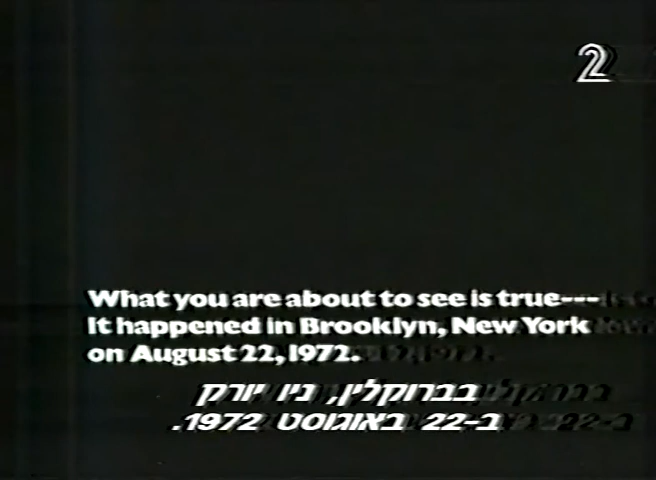 2
What you are about to see is true---
It happened in Brooklyn, New York
on August 22, 1972.
בברוקלין, ניו יורק
ב-22 באוגוסט 1972.